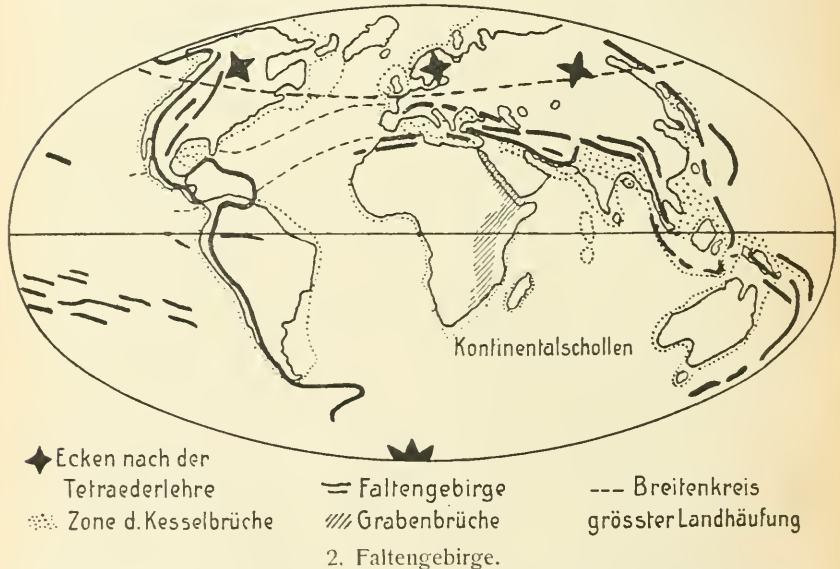 Kontinentalschollen
Ecken nach der
Tetraederlehre
Zone d. Kesselbrüche
Faltengebirge
Grabenbrüche
Breitenkreis
grösster Landhäufung
2. Faltengebirge.